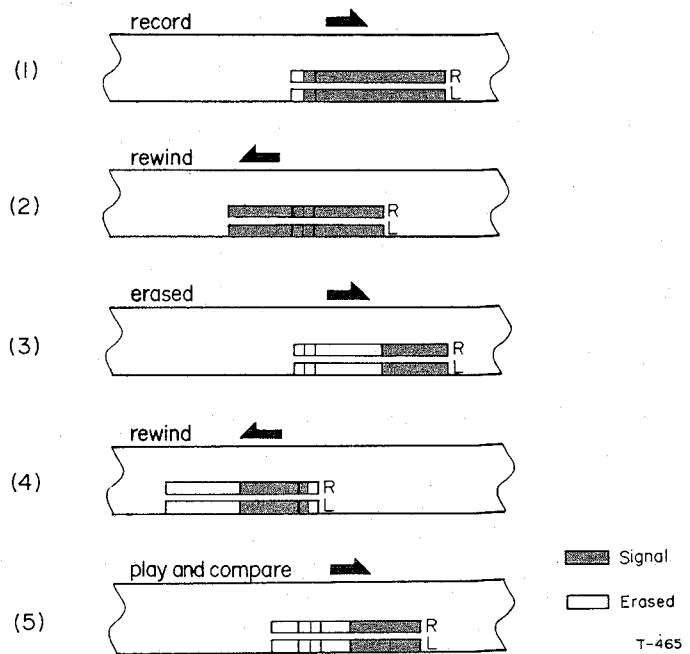 record
(1)
R
L
rewind
(2)
R
L
erased
(3)
R
L
rewind
(4)
R
L
play and compare
(5)
R
L
Signal
Erased
T-465